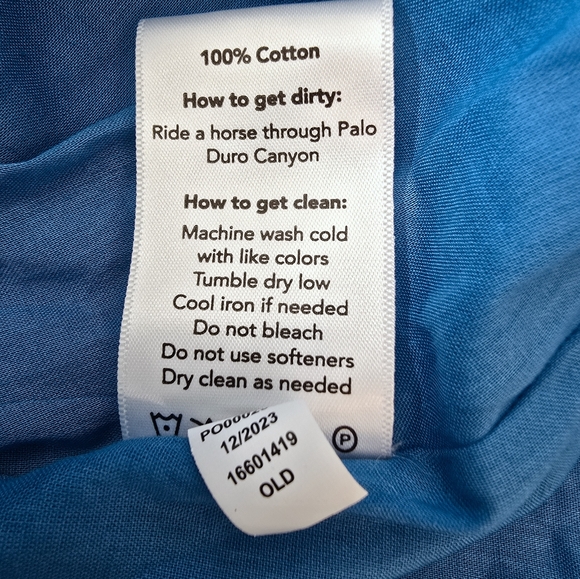 100% Cotton
How to get dirty:
Ride a horse through Palo
Duro Canyon
How to get clean:
Machine wash cold
with like colors
Tumble dry low
Cool iron if needed
Do not bleach
Do not use softeners
Dry clean as needed
P
12/2023
16601419
OLD